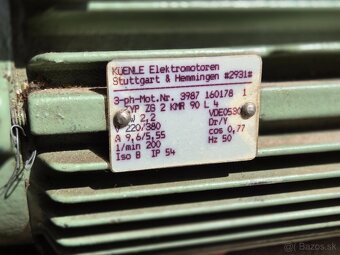 KUENLE Elektromotoren
Stuttgart & Hemmingen #2931#
3-ph-Mot.Nr. 3987 160178 1
TYP ZG 2 KMR 90 L 4
2,2 VDE0530
V 220/380 Dr/Y
A 9,6/5,55 cos 0,77
1/min 200 Hz 50
Iso B IP 54
Bazos.sk